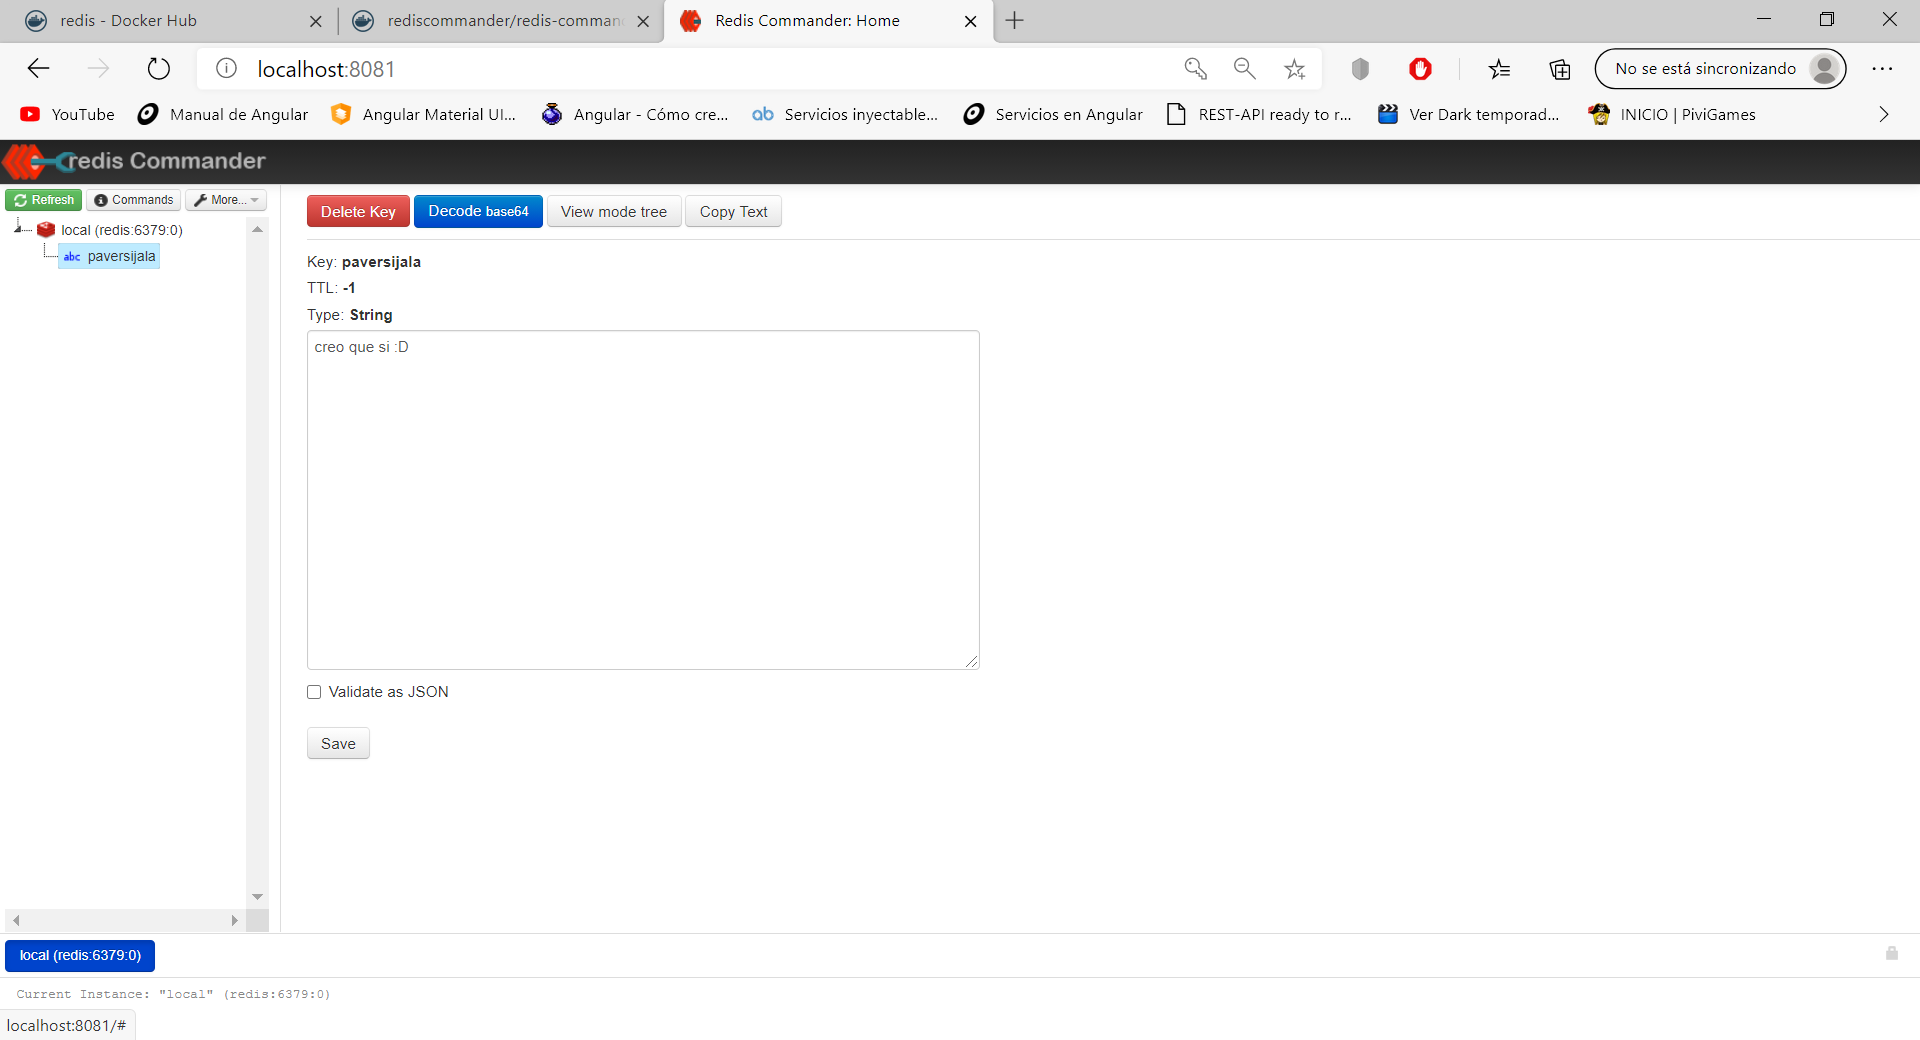 redis - Docker Hub
rediscommander/redis-comman
Redis Commander: Home
localhost:8081
No se está sincronizando
YouTube
Manual de Angular
Angular Material UI...
Angular - Cómo cre...
ab Servicios inyectable...
Servicios en Angular
REST-API ready to r...
Ver Dark temporad...
INICIO | PiviGames
redis Commander
Refresh
Commands
More...
local (redis:6379:0)
abc paversijala
Delete Key
Decode base64
View mode tree
Copy Text
Key: paversijala
TTL: -1
Type: String
creo que si :D
Validate as JSON
Save
local (redis:6379:0)
Current Instance: "local" (redis:6379:0)
localhost:8081/#